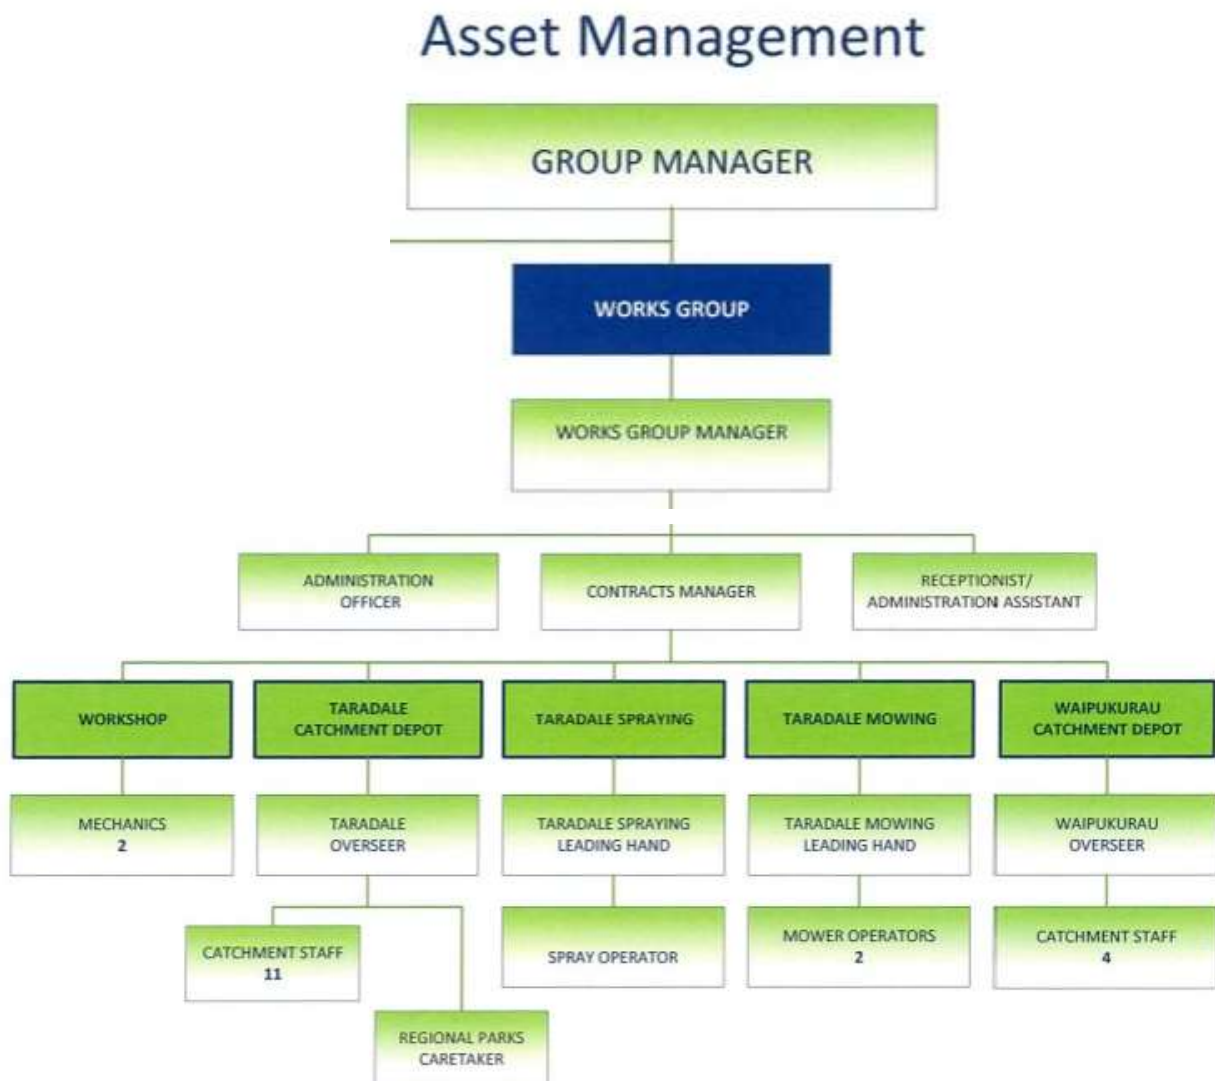 Asset Management
GROUP MANAGER
WORKS GROUP
WORKS GROUP MANAGER
ADMINISTRATION
OFFICER
CONTRACTS MANAGER
RECEPTIONIST/
ADMINISTRATION ASSISTANT
WORKSHOP
TARADALE
CATCHMENT DEPOT
TARADALE SPRAYING
TARADALE MOWING
WAIPUKURAU
CATCHMENT DEPOT
MECHANICS
2
TARADALE
OVERSEER
TARADALE SPRAYING
LEADING HAND
TARADALE MOWING
LEADING HAND
WAIPUKURAU
OVERSEER
CATCHMENT STAFF
11
SPRAY OPERATOR
MOWER OPERATORS
2
CATCHMENT STAFF
4
REGIONAL PARKS
CARETAKER